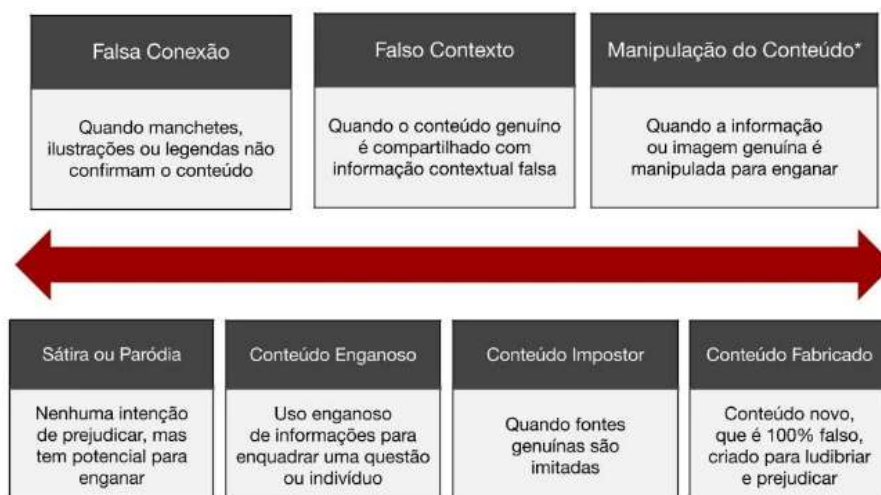 Falsa Conexão
Quando manchetes,
ilustrações ou legendas não
confirmam o conteúdo
Falso Contexto
Quando o conteúdo genuíno
é compartilhado com
informação contextual falsa
Manipulação do Conteúdo*
Quando a informação
ou imagem genuína é
manipulada para enganar
Sátira ou Paródia
Nenhuma intenção
de prejudicar, mas
tem potencial para
enganar
Conteúdo Enganoso
Uso enganoso
de informações para
enquadrar uma questão
ou indivíduo
Conteúdo Impostor
Quando fontes
genuínas são
imitadas
Conteúdo Fabricado
Conteúdo novo,
que é 100% falso,
criado para ludibriar
e prejudicar